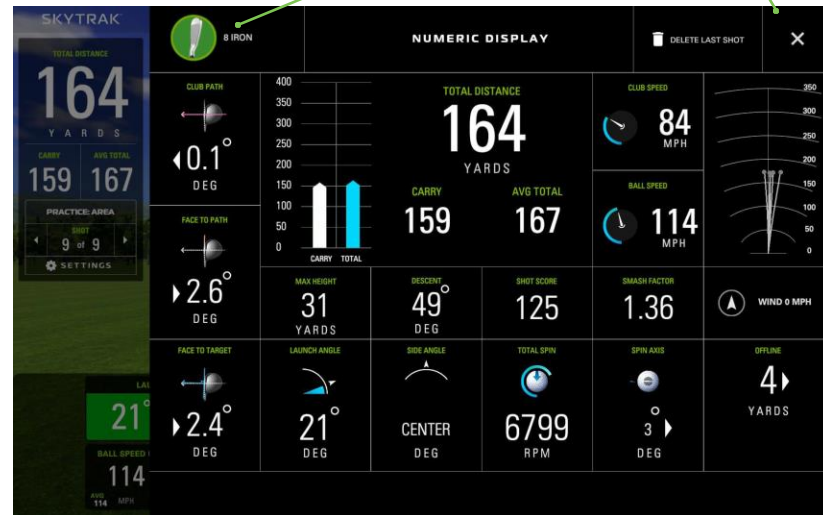 SKYTRAK
TOTAL DISTANCE
164
YARDS
CARRY AVG TOTAL
159 167
PRACTICE: AREA
SHOT
9 of 9
SETTINGS
LAU
21°
BALL SPEED
114
AVG
114 MPH
8 IRON
NUMERIC DISPLAY
DELETE LAST SHOT
CLUB PATH
0.1°
DEG
FACE TO PATH
2.6°
DEG
FACE TO TARGET
2.4°
DEG
400
350
300
250
200
150
100
50
0
CARRY TOTAL
TOTAL DISTANCE
164
YARDS
CARRY AVG TOTAL
159 167
CLUB SPEED
84
MPH
BALL SPEED
114
MPH
350
300
250
200
150
100
50
0
MAX HEIGHT
31
YARDS
DESCENT
49°
DEG
SHOT SCORE
125
SMASH FACTOR
1.36
WIND 0 MPH
LAUNCH ANGLE
21°
DEG
SIDE ANGLE
CENTER
DEG
TOTAL SPIN
6799
RPM
SPIN AXIS
3°
DEG
OFFLINE
4
YARDS